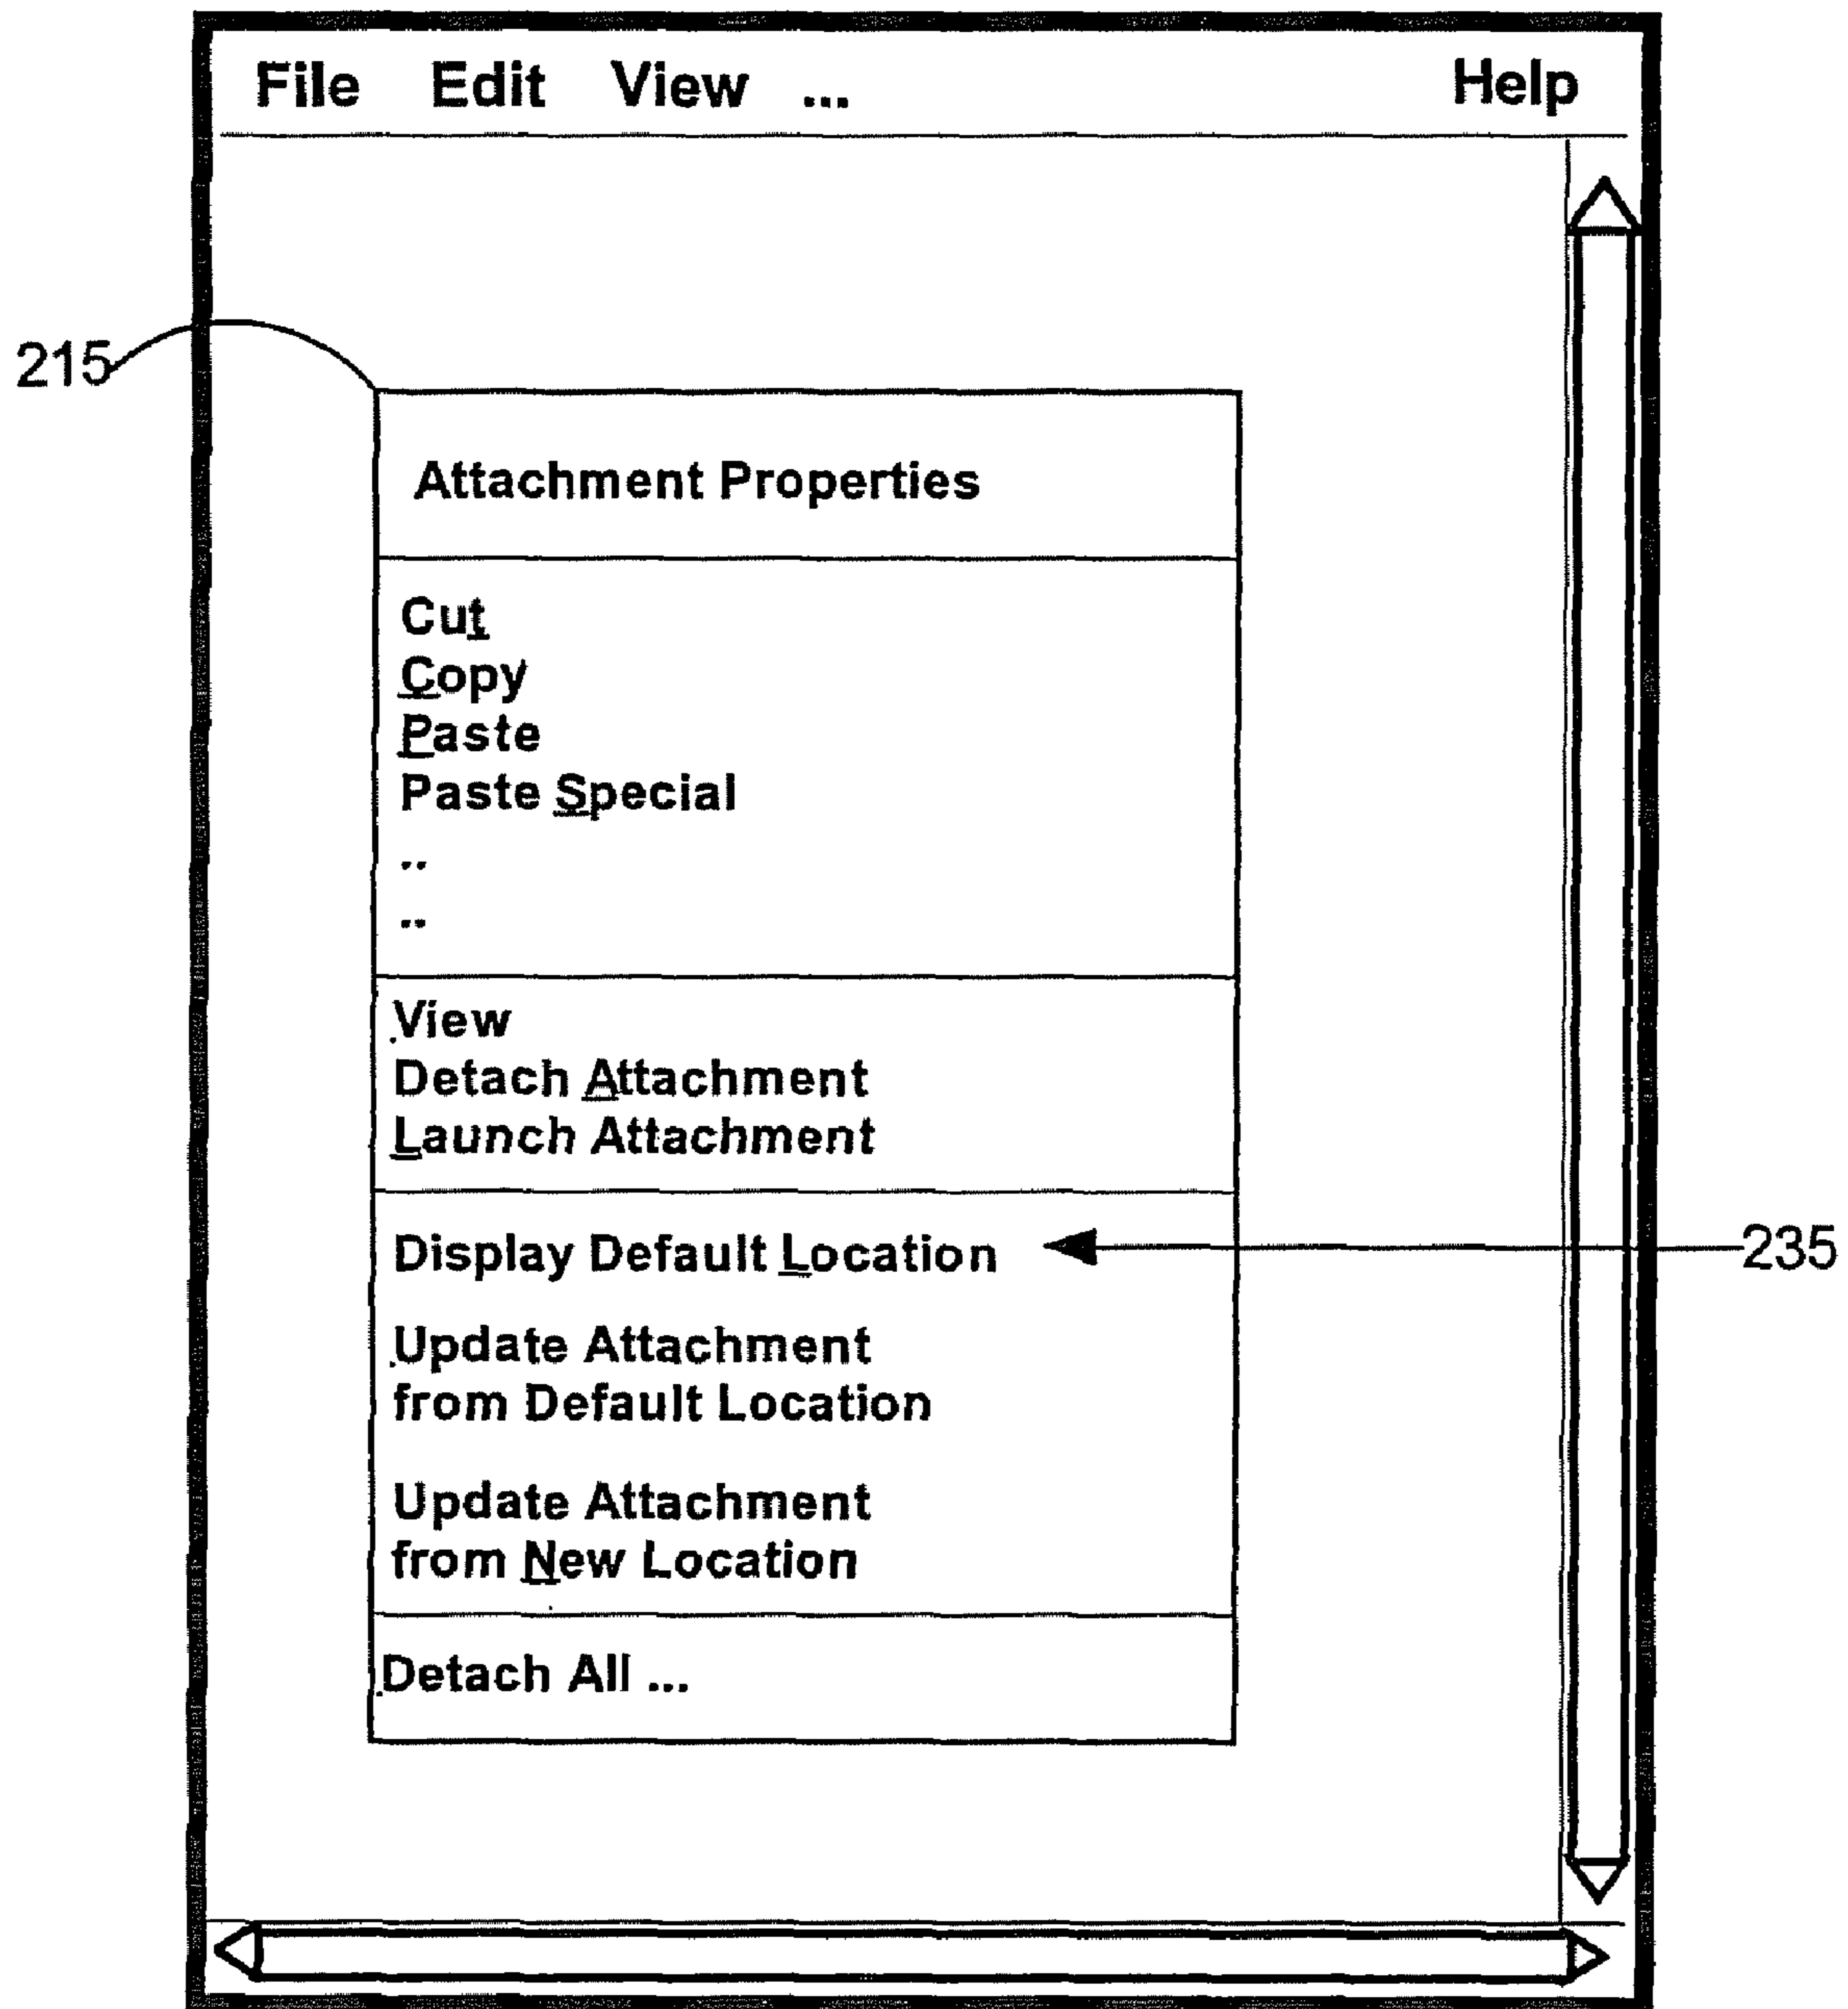 File Edit View ... Help
215
Attachment Properties
Cut
Copy
Paste
Paste Special
..
..
View
Detach Attachment
Launch Attachment
Display Default Location
235
Update Attachment
from Default Location
Update Attachment
from New Location
Detach All ...